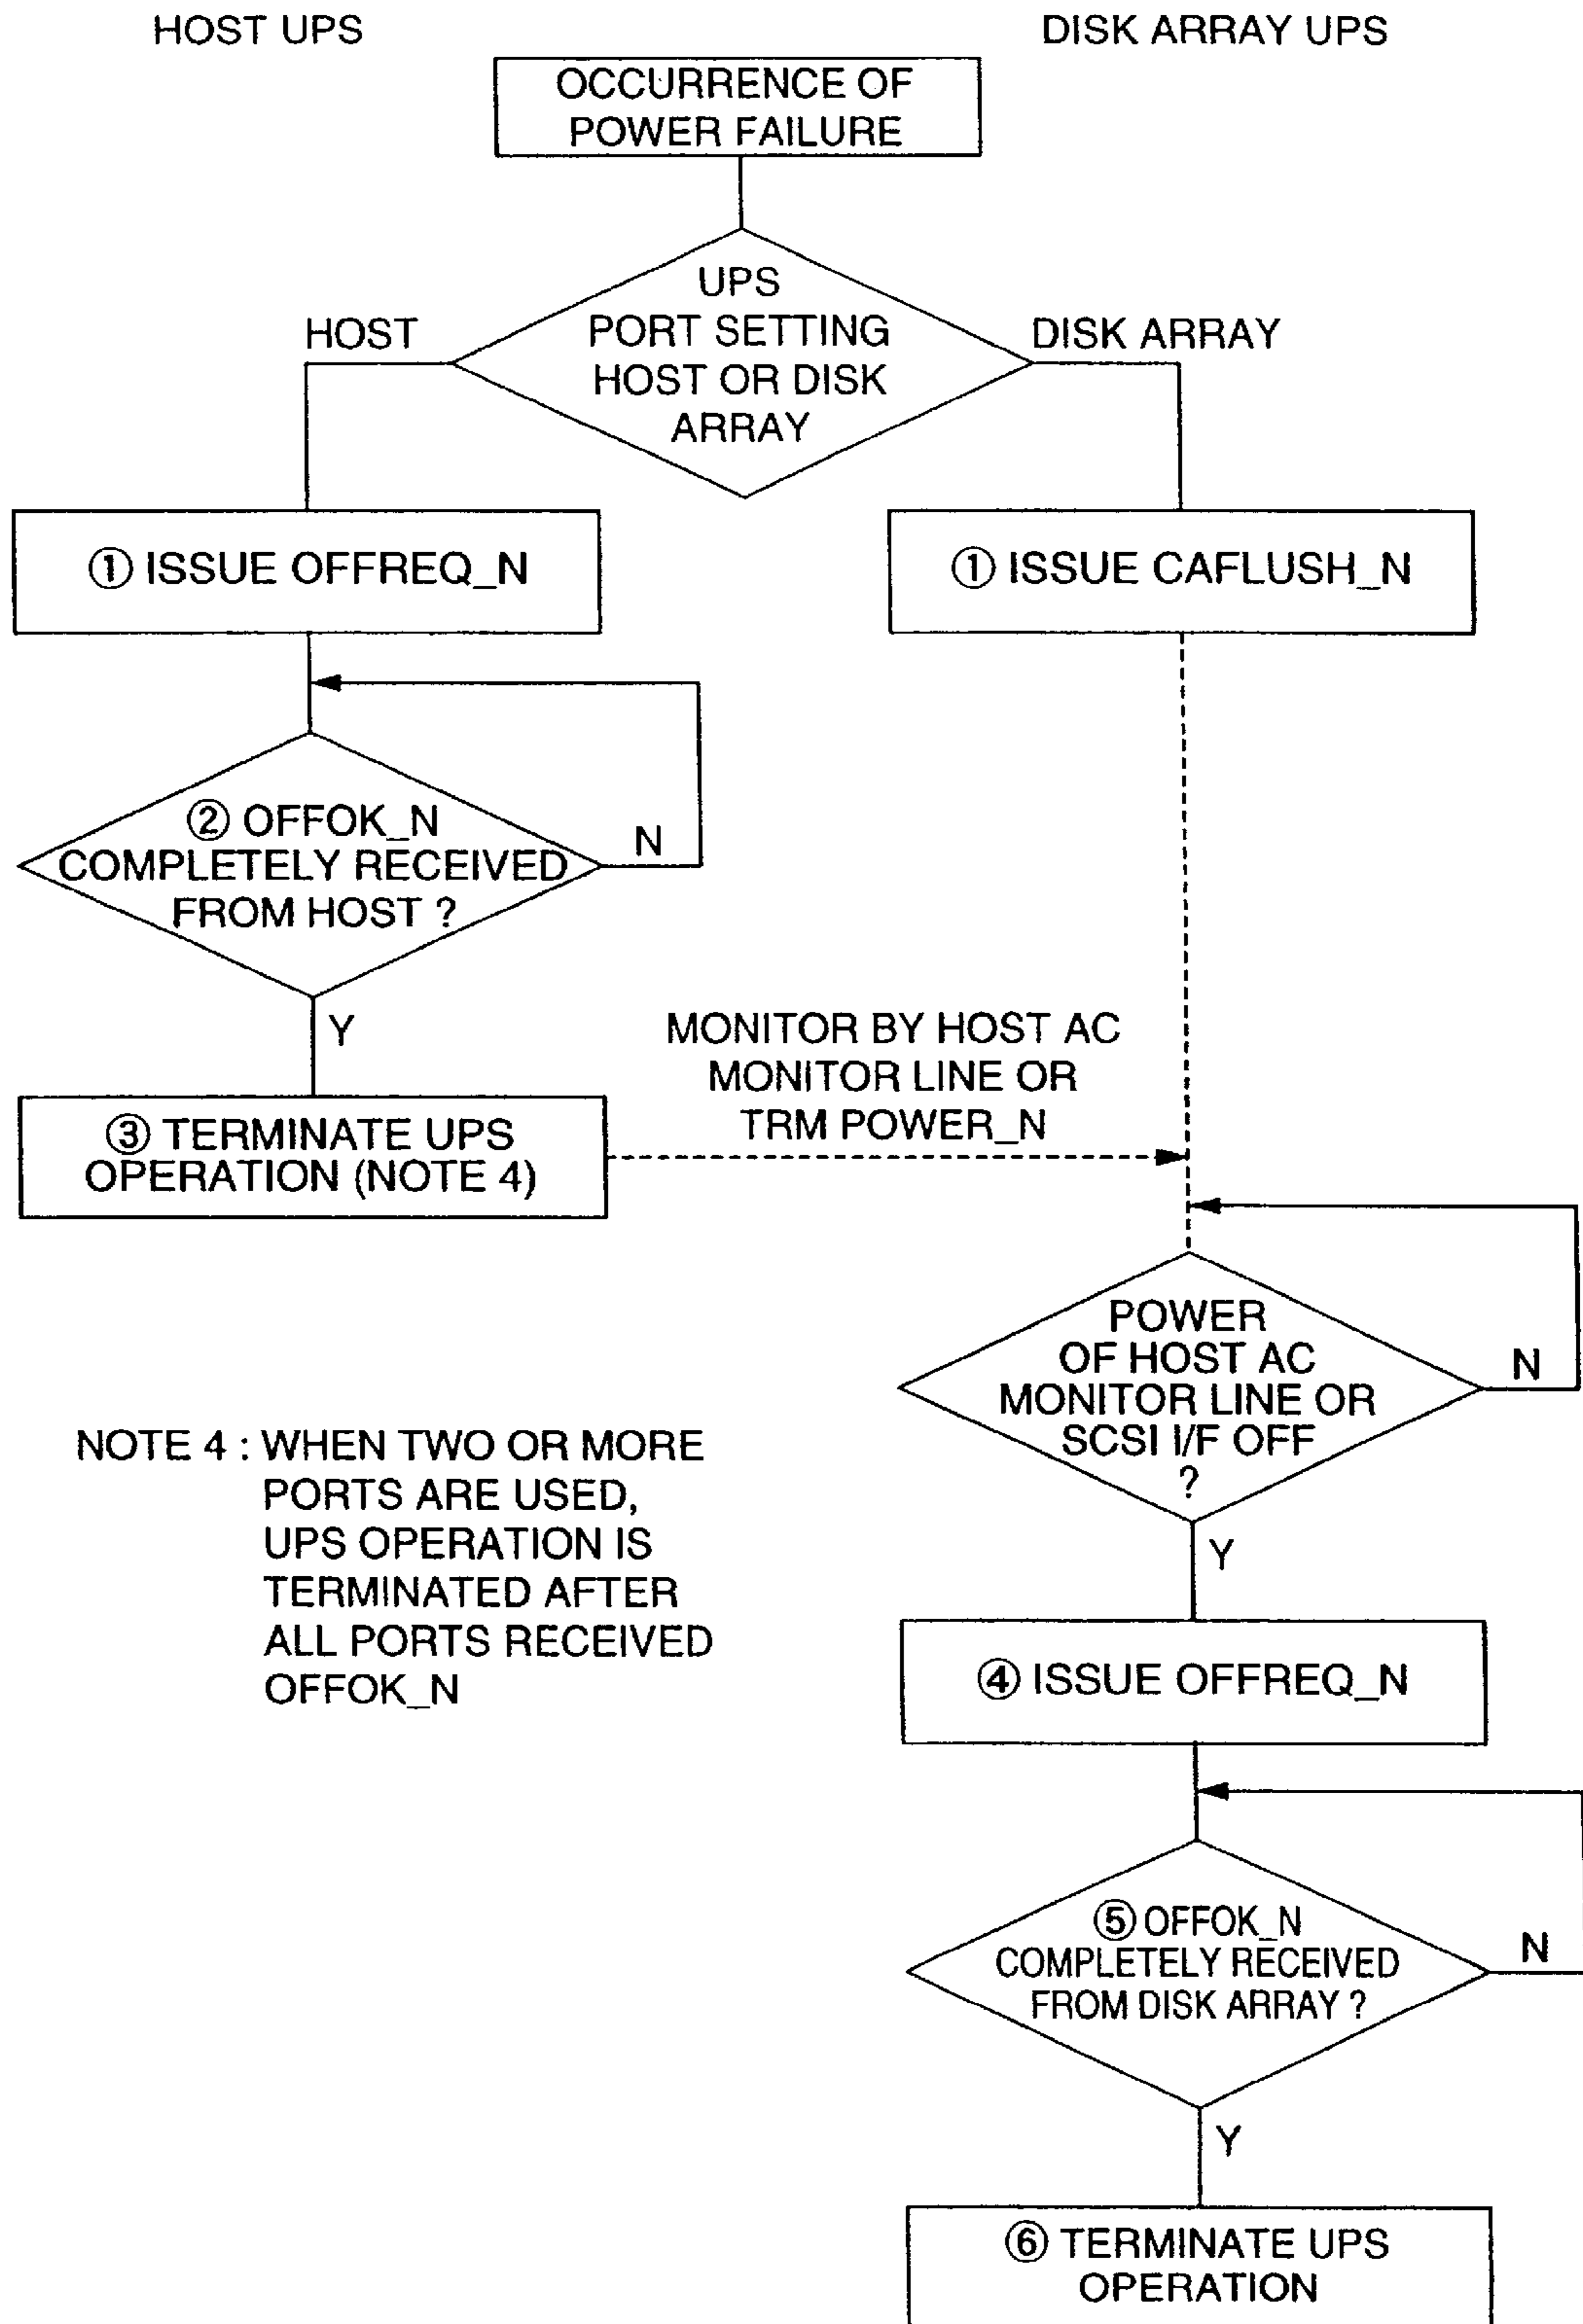 HOST UPS
DISK ARRAY UPS
OCCURRENCE OF
POWER FAILURE
UPS
PORT SETTING
HOST OR DISK
ARRAY
HOST
DISK ARRAY
① ISSUE OFFREQ_N
① ISSUE CAFLUSH_N
② OFFOK_N
COMPLETELY RECEIVED
FROM HOST ?
N
Y
③ TERMINATE UPS
OPERATION (NOTE 4)
MONITOR BY HOST AC
MONITOR LINE OR
TRM POWER_N
POWER
OF HOST AC
MONITOR LINE OR
SCSI I/F OFF
?
N
Y
NOTE 4 : WHEN TWO OR MORE
PORTS ARE USED,
UPS OPERATION IS
TERMINATED AFTER
ALL PORTS RECEIVED
OFFOK_N
④ ISSUE OFFREQ_N
⑤ OFFOK_N
COMPLETELY RECEIVED
FROM DISK ARRAY ?
N
Y
⑥ TERMINATE UPS
OPERATION